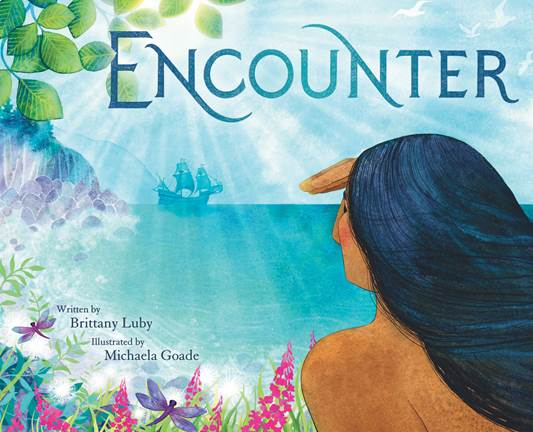 ENCOUNTER
Written by
Brittany Luby
Illustrated by
Michaela Goade